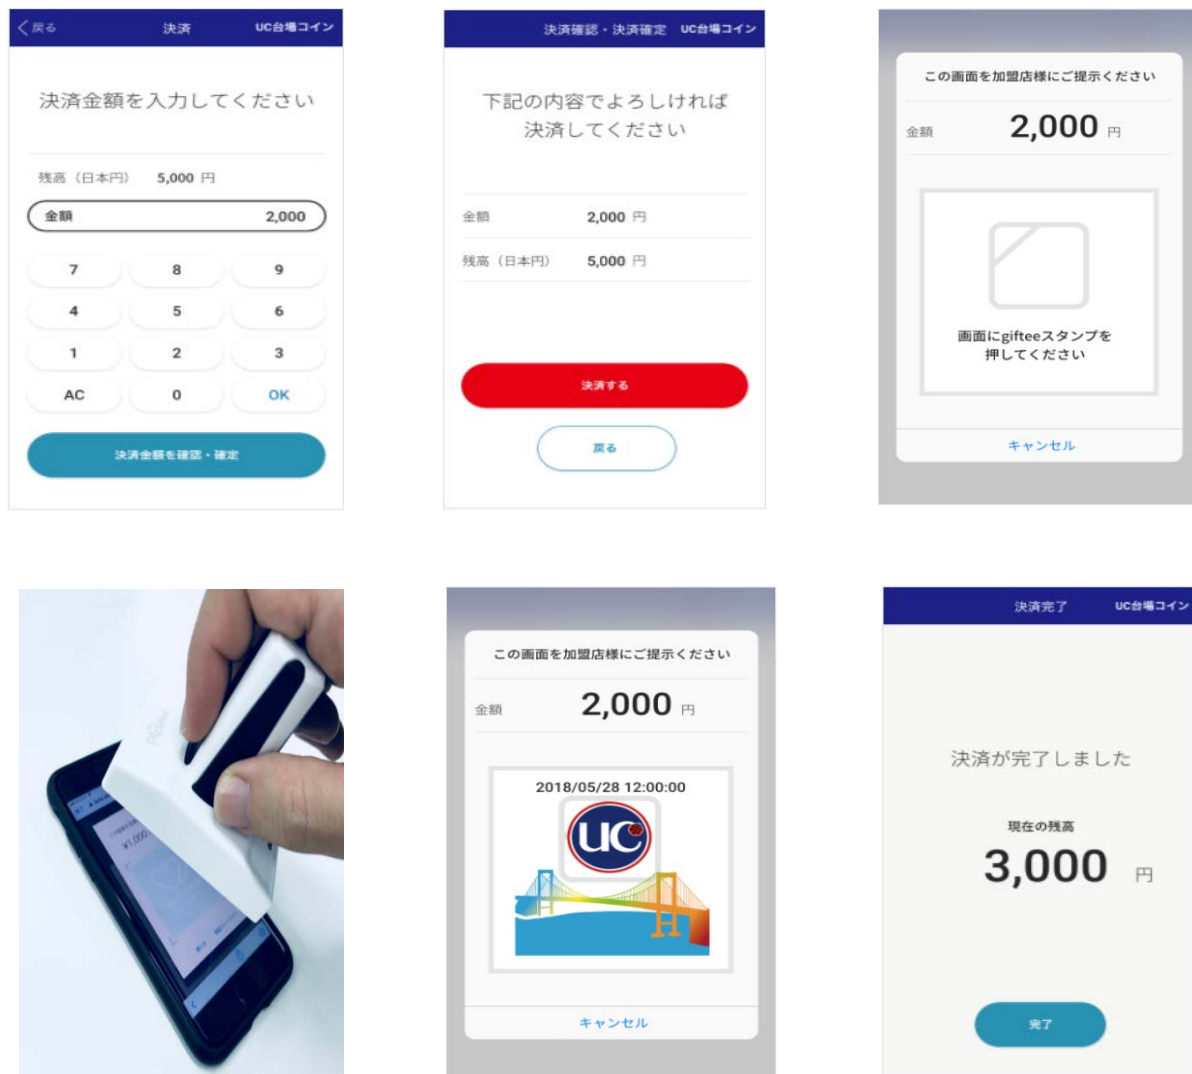 戻る
決済
UC台場コイン
決済金額を入力してください
残高（日本円） 5,000 円
金額 2,000
7 8 9
4 5 6
1 2 3
AC 0 OK
決済金額を確認・確定
決済確認・決済確定 UC台場コイン
下記の内容でよろしければ
決済してください
金額 2,000 円
残高（日本円） 5,000 円
決済する
戻る
この画面を加盟店様にご提示ください
金額 2,000 円
画面にgifteeスタンプを
押してください
キャンセル
¥1,000
この画面を加盟店様にご提示ください
金額 2,000 円
2018/05/28 12:00:00
UC
キャンセル
決済完了 UC台場コイン
決済が完了しました
現在の残高
3,000 円
完了